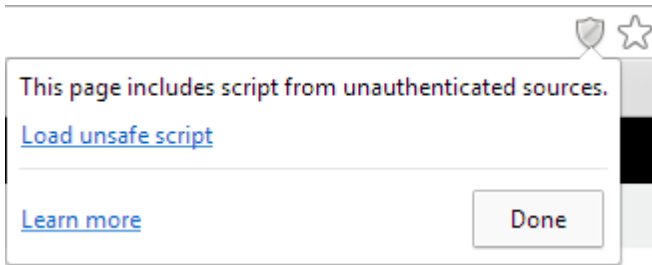 This page includes script from unauthenticated sources.
Load unsafe script
Learn more
Done